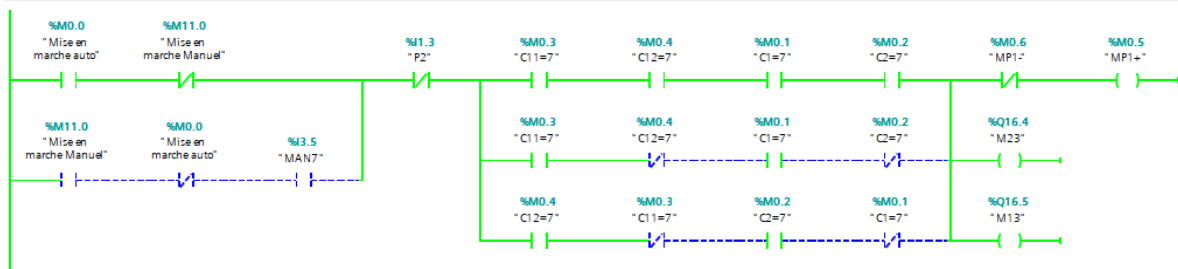 %M0.0
"Mise en
marche auto"
%M11.0
"Mise en
marche Manuel"
%I1.3
"P2"
%M0.3
"C11=7"
%M0.4
"C12=7"
%M0.1
"C1=7"
%M0.2
"C2=7"
%M0.6
"MP1-"
%M0.5
"MP1+"
%M11.0
"Mise en
marche Manuel"
%M0.0
"Mise en
marche auto"
%I3.5
"MAN7"
%M0.3
"C11=7"
%M0.4
"C12=7"
%M0.1
"C1=7"
%M0.2
"C2=7"
%Q16.4
"M23"
%M0.4
"C12=7"
%M0.3
"C11=7"
%M0.2
"C2=7"
%M0.1
"C1=7"
%Q16.5
"M13"